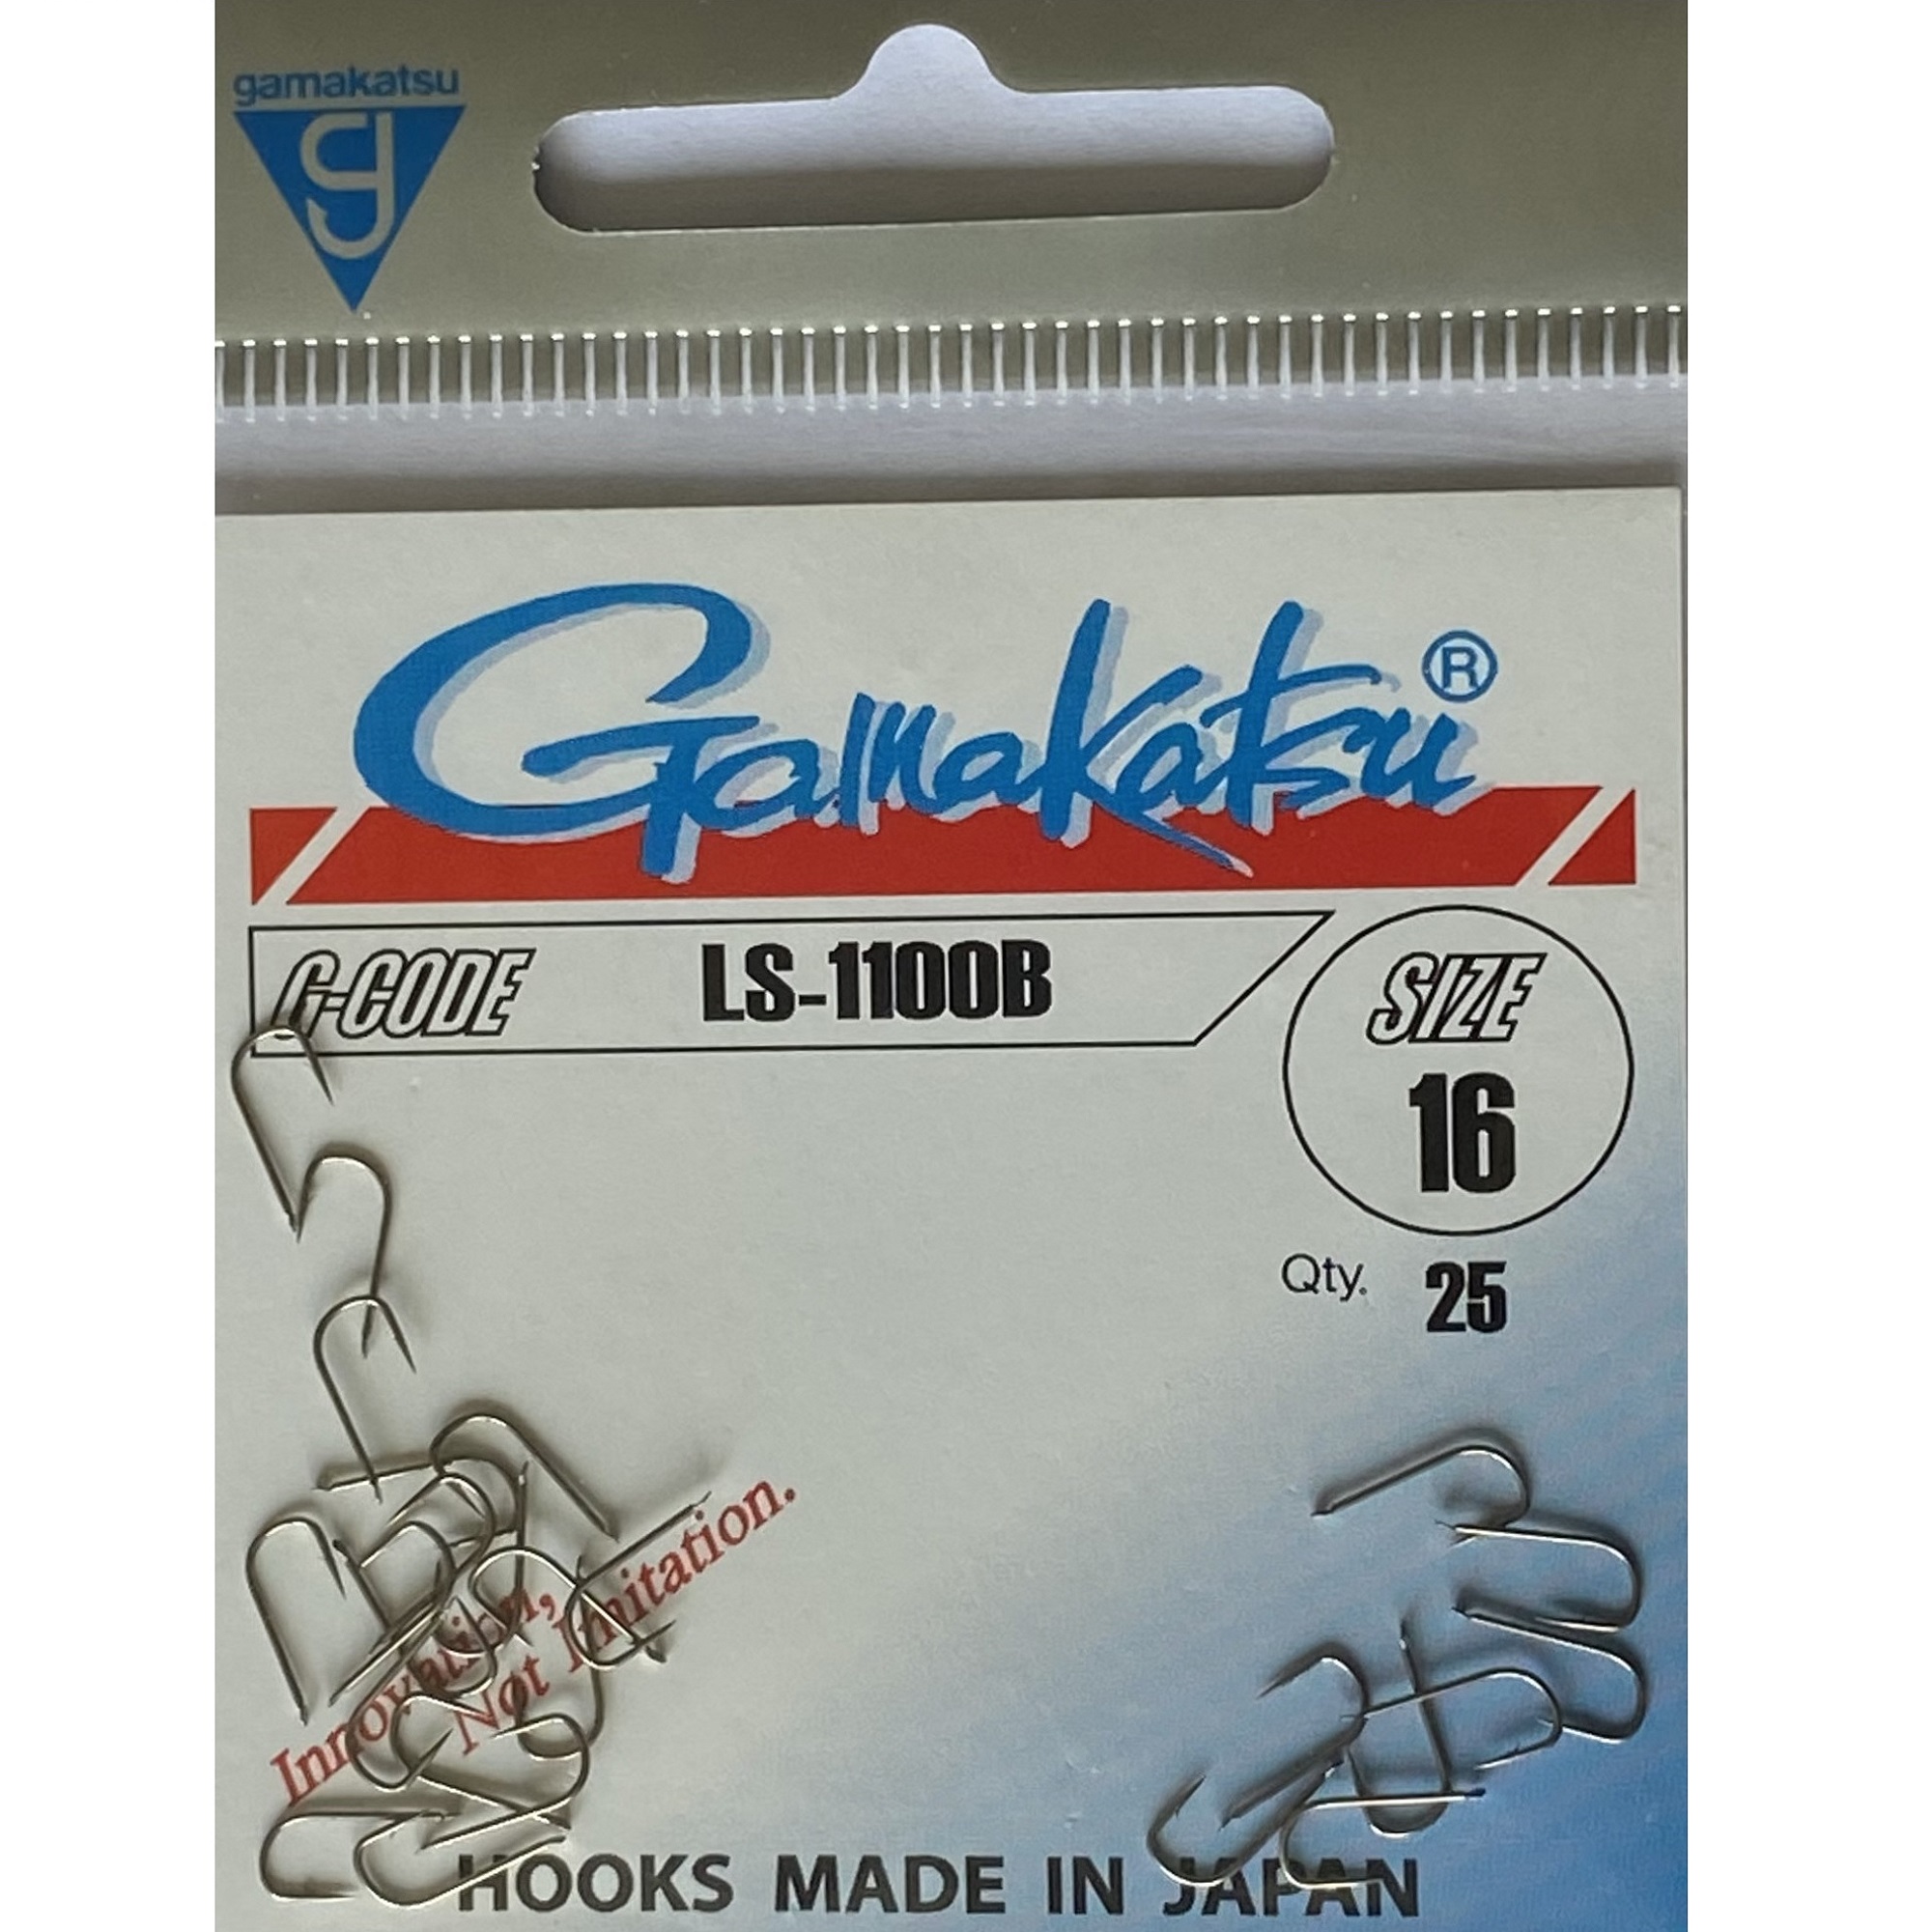 gamakatsu
g
Gamakatsu®
G-CODE LS-1100B
SIZE
16
Qty. 25
Innovation,
Not Imitation.
HOOKS MADE IN JAPAN